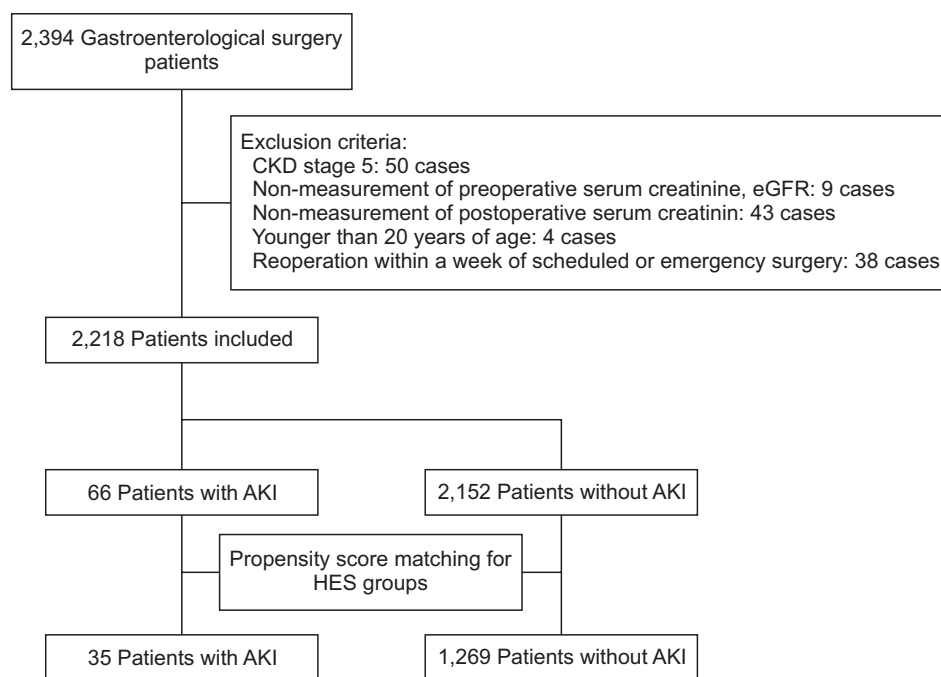 2,394 Gastroenterological surgery
patients
Exclusion criteria:
CKD stage 5: 50 cases
Non-measurement of preoperative serum creatinine, eGFR: 9 cases
Non-measurement of postoperative serum creatinin: 43 cases
Younger than 20 years of age: 4 cases
Reoperation within a week of scheduled or emergency surgery: 38 cases
2,218 Patients included
66 Patients with AKI
2,152 Patients without AKI
Propensity score matching for
HES groups
35 Patients with AKI
1,269 Patients without AKI